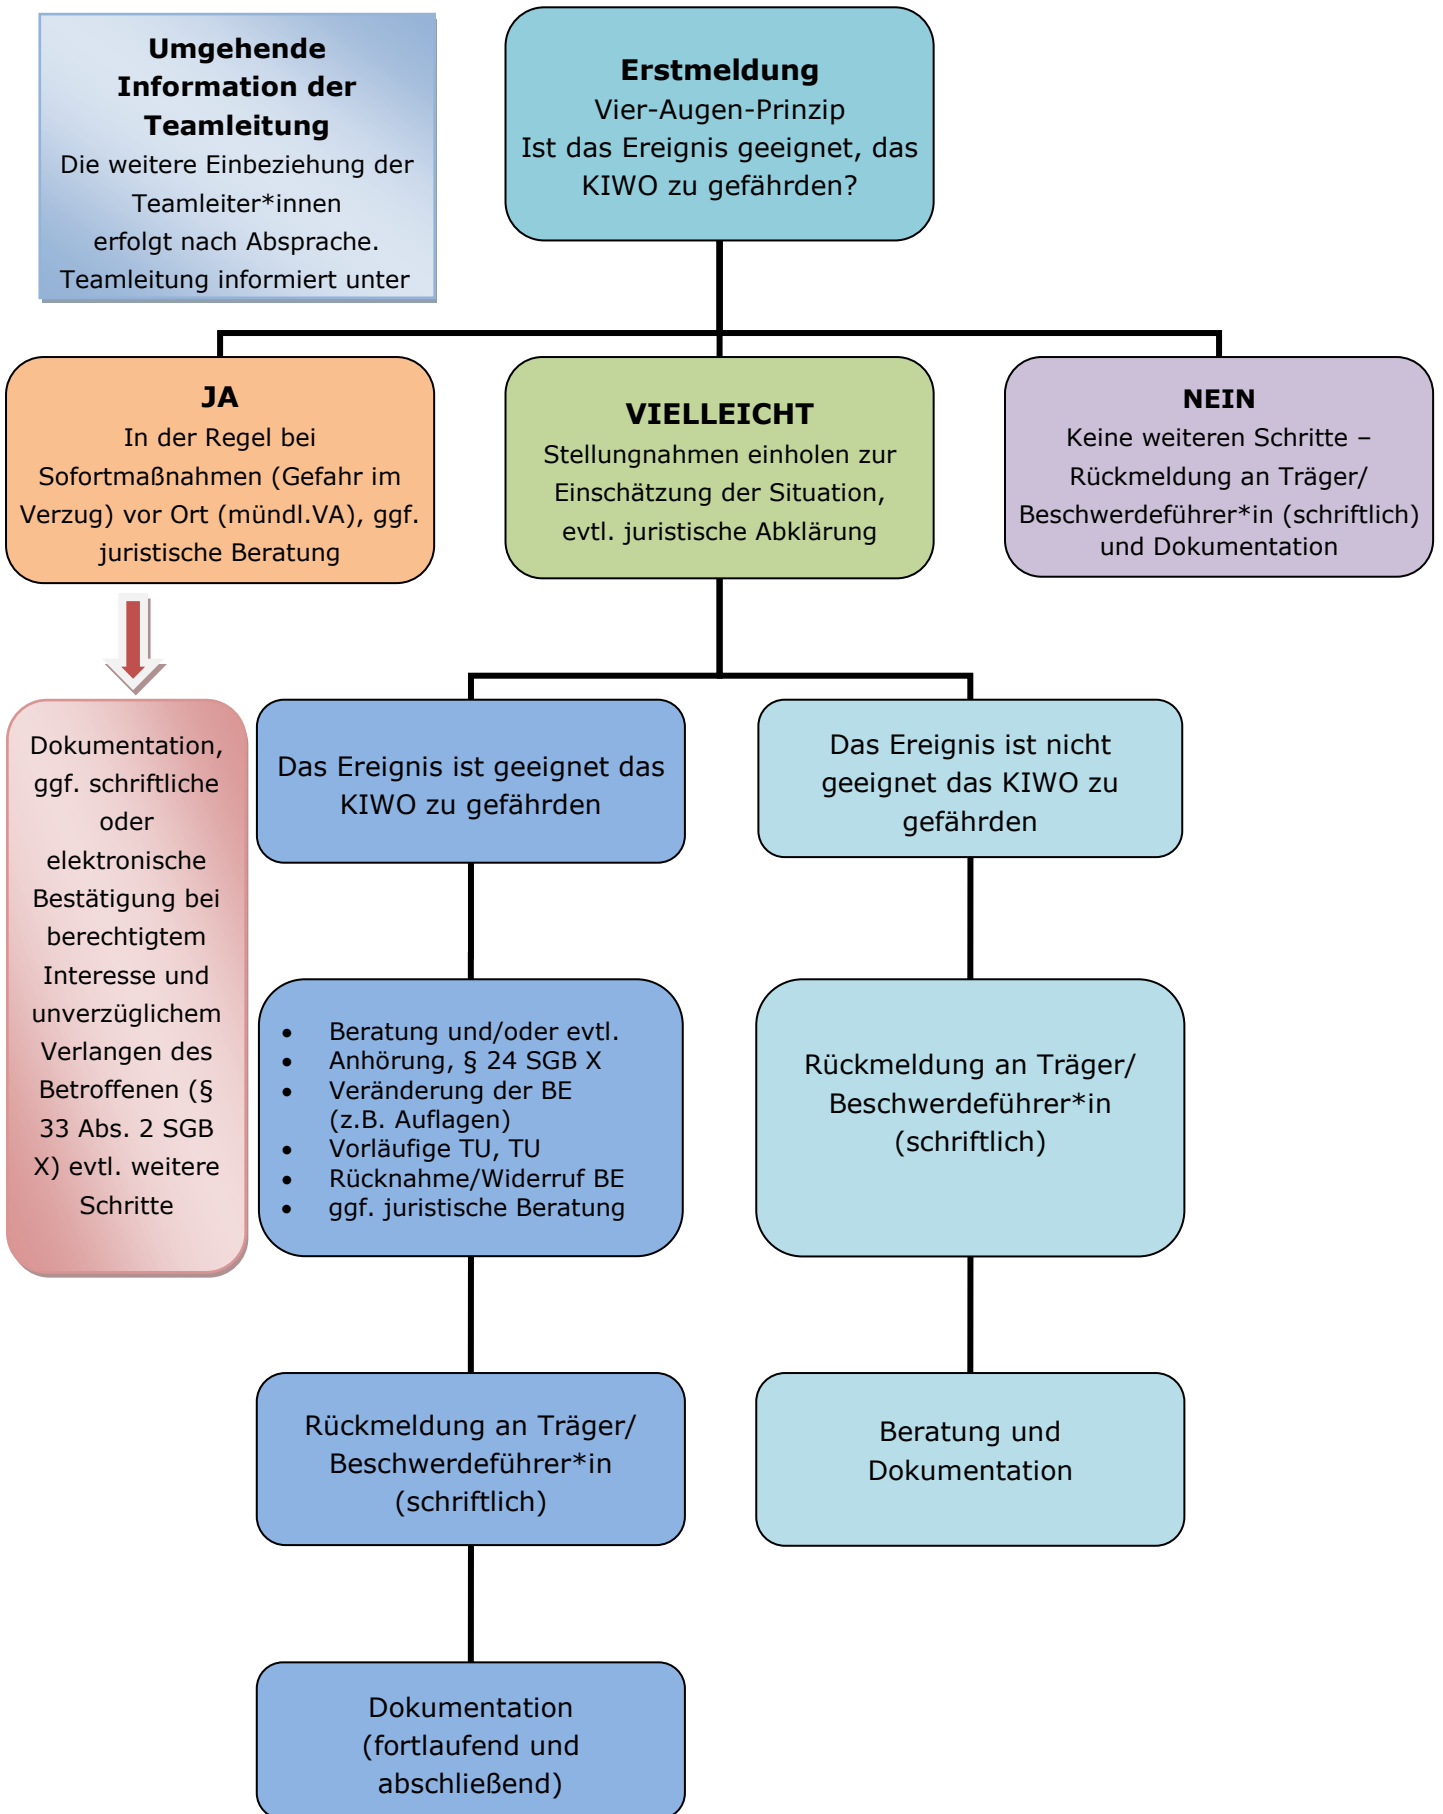 Umgehende
Information der
Teamleitung
Die weitere Einbeziehung der
Teamleiter*innen
erfolgt nach Absprache.
Teamleitung informiert unter
Erstmeldung
Vier-Augen-Prinzip
Ist das Ereignis geeignet, das
KIWO zu gefährden?
JA
In der Regel bei
Sofortmaßnahmen (Gefahr im
Verzug) vor Ort (mündl.VA), ggf.
juristische Beratung
VIELLEICHT
Stellungnahmen einholen zur
Einschätzung der Situation,
evtl. juristische Abklärung
NEIN
Keine weiteren Schritte –
Rückmeldung an Träger/
Beschwerdeführer*in (schriftlich)
und Dokumentation
Dokumentation,
ggf. schriftliche
oder
elektronische
Bestätigung bei
berechtigtem
Interesse und
unverzüglichem
Verlangen des
Betroffenen (§
33 Abs. 2 SGB
X) evtl. weitere
Schritte
Das Ereignis ist geeignet das
KIWO zu gefährden
Das Ereignis ist nicht
geeignet das KIWO zu
gefährden
• Beratung und/oder evtl.
• Anhörung, § 24 SGB X
• Veränderung der BE
(z.B. Auflagen)
• Vorläufige TU, TU
• Rücknahme/Widerruf BE
• ggf. juristische Beratung
Rückmeldung an Träger/
Beschwerdeführer*in
(schriftlich)
Rückmeldung an Träger/
Beschwerdeführer*in
(schriftlich)
Beratung und
Dokumentation
Dokumentation
(fortlaufend und
abschließend)